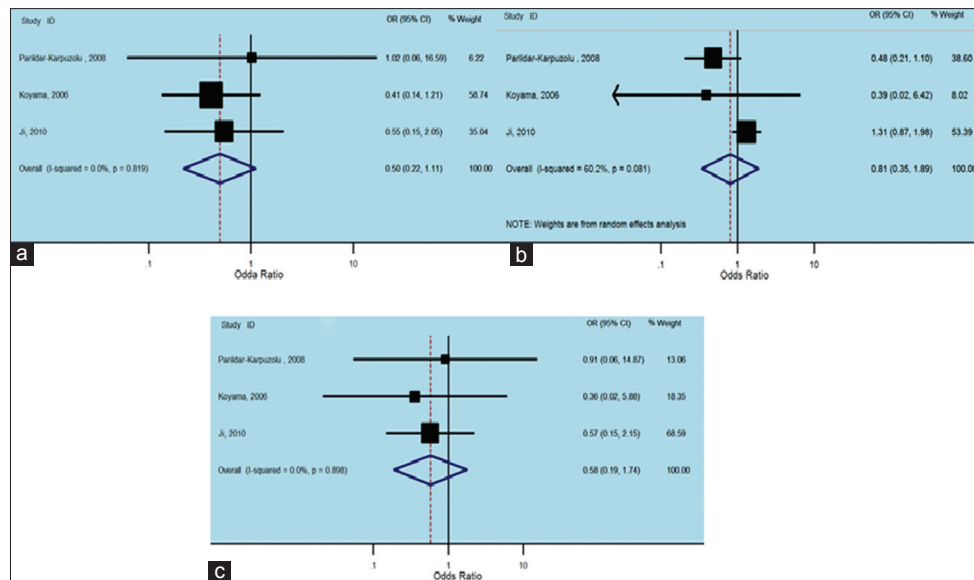 Study ID OR (95% CI) % Weight
Parildar-Karpuzolu , 2008 1.02 (0.06, 16.59) 6.22
Koyama, 2006 0.41 (0.14, 1.21) 58.74
Ji, 2010 0.55 (0.15, 2.05) 35.04
Overall (I-squared = 0.0%, p = 0.819) 0.50 (0.22, 1.11) 100.00
.1 1 10
Odda Ratio
a
Study ID OR (95% CI) % Weight
Parildar-Karpuzolu , 2008 0.48 (0.21, 1.10) 38.60
Koyama, 2006 0.39 (0.02, 6.42) 8.02
Ji, 2010 1.31 (0.87, 1.98) 53.39
Overall (I-squared = 60.2%, p = 0.081) 0.81 (0.35, 1.89) 100.00
NOTE: Weights are from random effects analysis
.1 1 10
Odds Ratio
b
Study ID OR (95% CI) % Weight
Parildar-Karpuzolu , 2008 0.91 (0.06, 14.87) 13.06
Koyama, 2006 0.36 (0.02, 5.88) 18.35
Ji, 2010 0.57 (0.15, 2.15) 68.59
Overall (I-squared = 0.0%, p = 0.898) 0.58 (0.19, 1.74) 100.00
.1 1 10
Odds Ratio
c